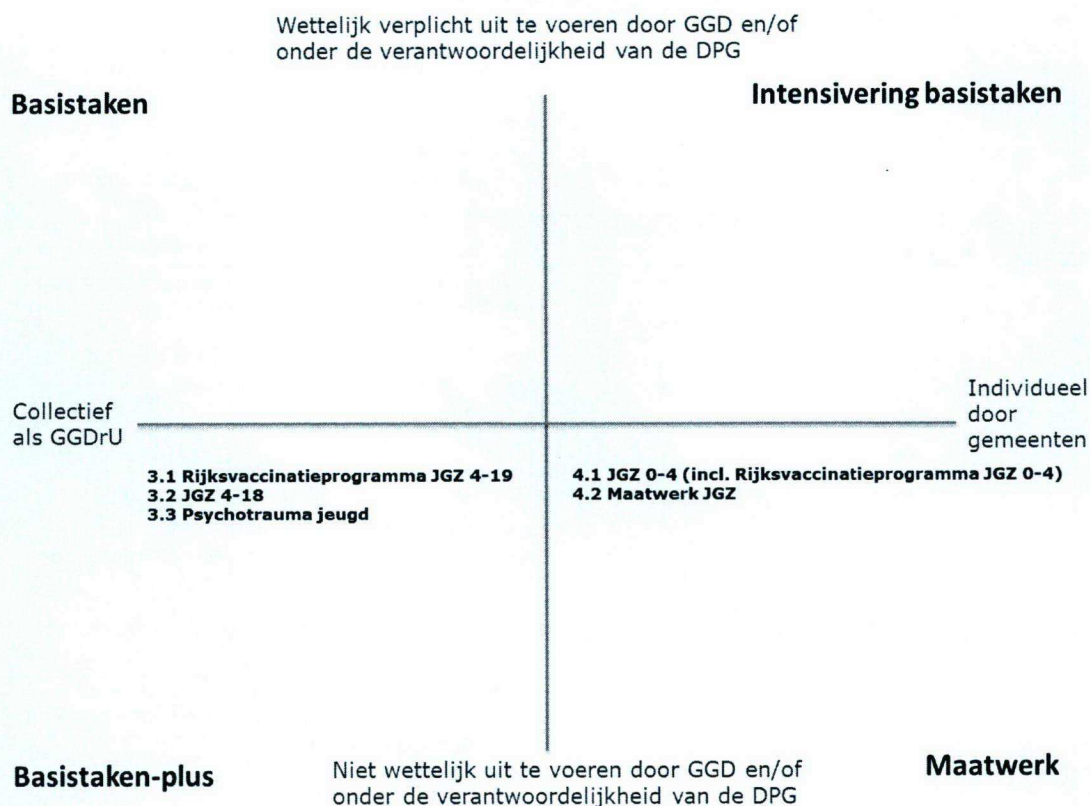 Wettelijk verplicht uit te voeren door GGD en/of
onder de verantwoordelijkheid van de DPG
Basistaken
Intensivering basistaken
Collectief
als GGDrU
Individueel
door
gemeenten
3.1 Rijksvaccinatieprogramma JGZ 4-19
3.2 JGZ 4-18
3.3 Psychotrauma jeugd
4.1 JGZ 0-4 (incl. Rijksvaccinatieprogramma JGZ 0-4)
4.2 Maatwerk JGZ
Basistaken-plus
Niet wettelijk uit te voeren door GGD en/of
onder de verantwoordelijkheid van de DPG
Maatwerk